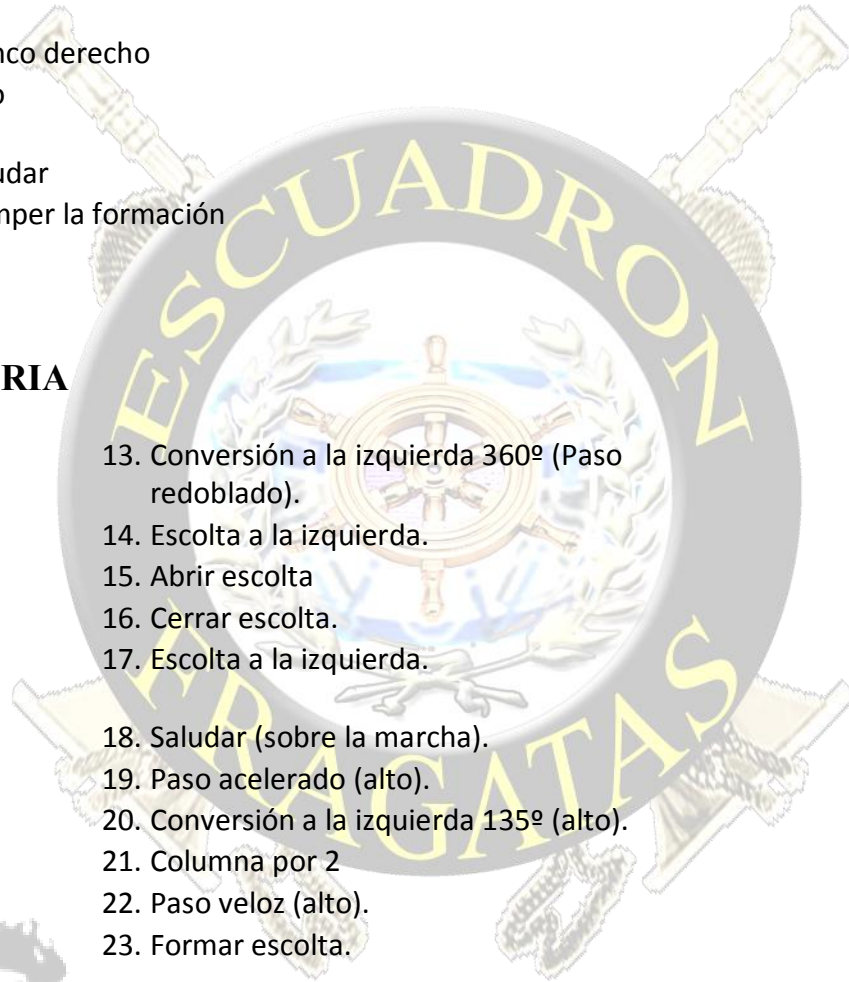 nco derecho
o
udar
mper la formación
RIA
13. Conversión a la izquierda 360º (Paso
redoblado).
14. Escolta a la izquierda.
15. Abrir escolta
16. Cerrar escolta.
17. Escolta a la izquierda.
18. Saludar (sobre la marcha).
19. Paso acelerado (alto).
20. Conversión a la izquierda 135º (alto).
21. Columna por 2
22. Paso veloz (alto).
23. Formar escolta.
ESCUADRON
FRAGATAS